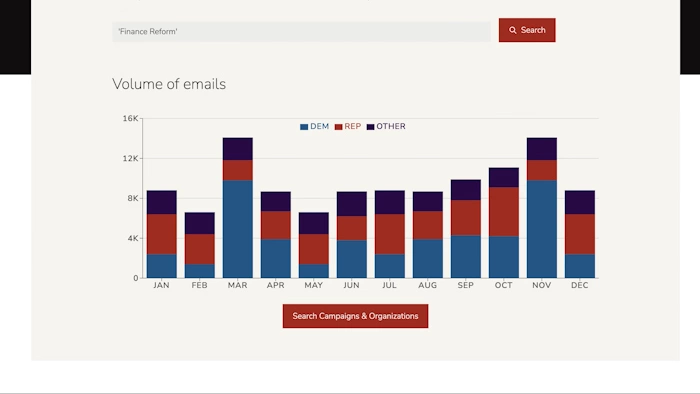 'Finance Reform'
Search
Volume of emails
DEM REP OTHER
16K
12K
8K
4K
0
JAN FEB MAR APR MAY JUN JUL AUG SEP OCT NOV DEC
Search Campaigns & Organizations